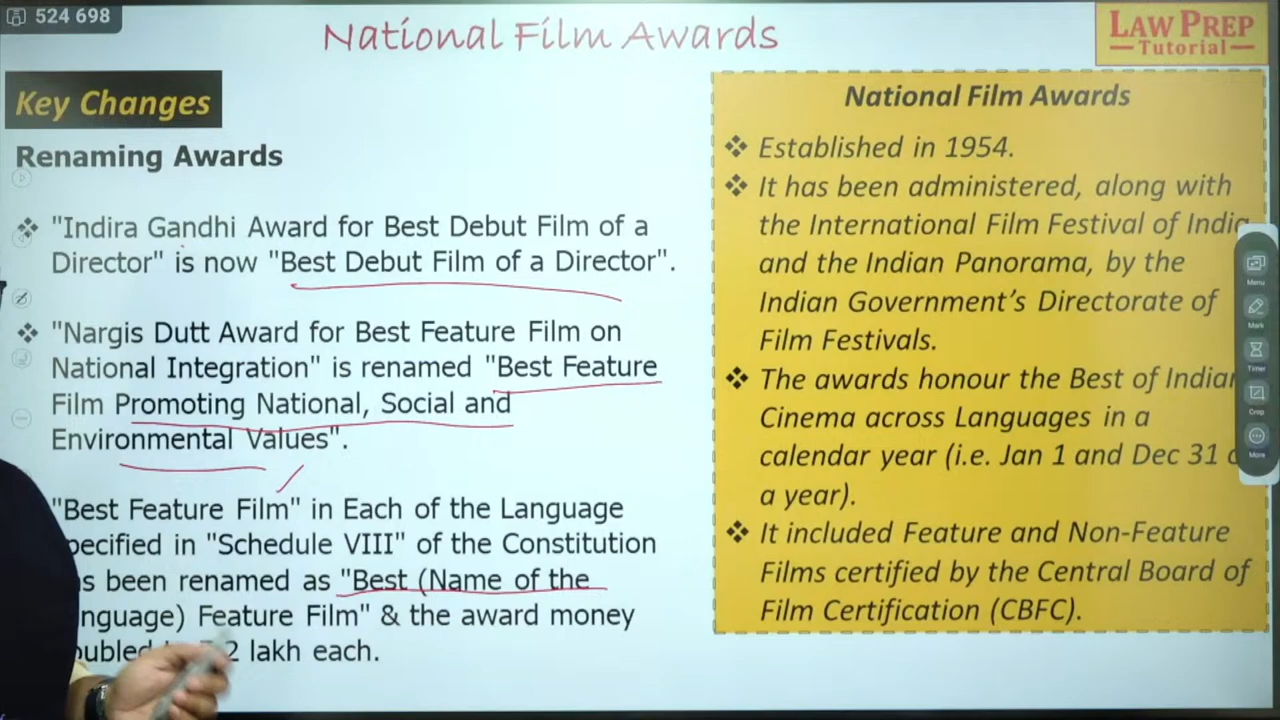 524 698
National Film Awards
LAW PREP
Tutorial
Key Changes
Renaming Awards
❖ "Indira Gandhi Award for Best Debut Film of a
Director" is now "Best Debut Film of a Director".
❖ "Nargis Dutt Award for Best Feature Film on
National Integration" is renamed "Best Feature
Film Promoting National, Social and
Environmental Values".
"Best Feature Film" in Each of the Language
pecified in "Schedule VIII" of the Constitution
s been renamed as "Best (Name of the
nguage) Feature Film" & the award money
oubled 2 lakh each.
National Film Awards
❖ Established in 1954.
❖ It has been administered, along with
the International Film Festival of India
and the Indian Panorama, by the
Indian Government's Directorate of
Film Festivals.
❖ The awards honour the Best of Indian
Cinema across Languages in a
calendar year (i.e. Jan 1 and Dec 31
a year).
❖ It included Feature and Non-Feature
Films certified by the Central Board of
Film Certification (CBFC).
Menu
Mark
Timer
Crop
More